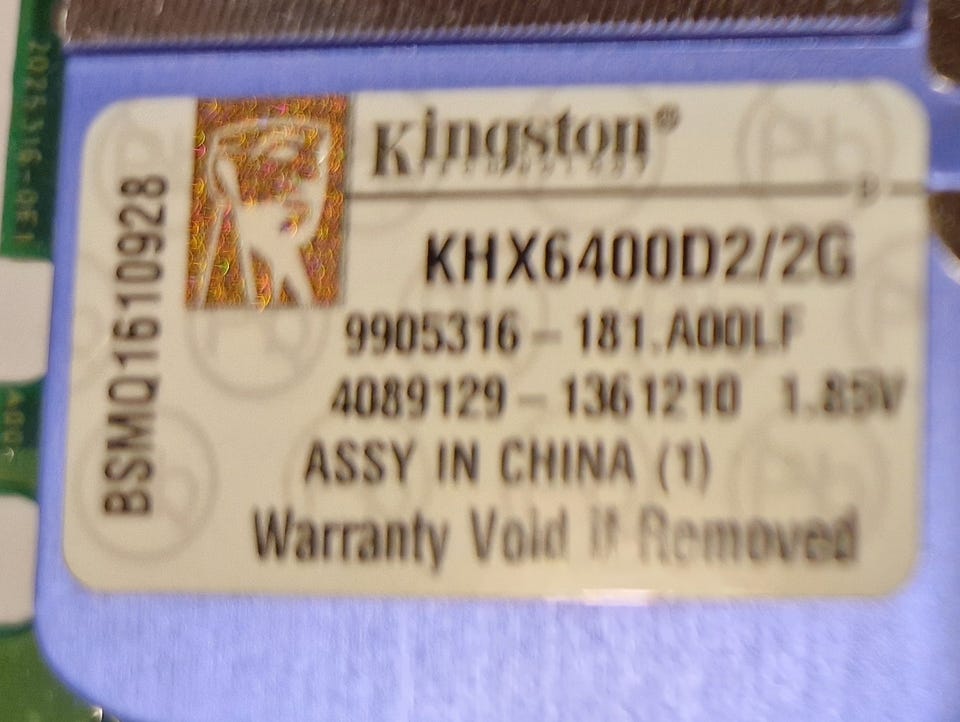 Kingston®
TECHNOLOGY
KHX6400D2/2G
9905316-181.A00LF
4089129-1361210 1.85V
ASSY IN CHINA (1)
Warranty Void If Removed
BSMQ1610928